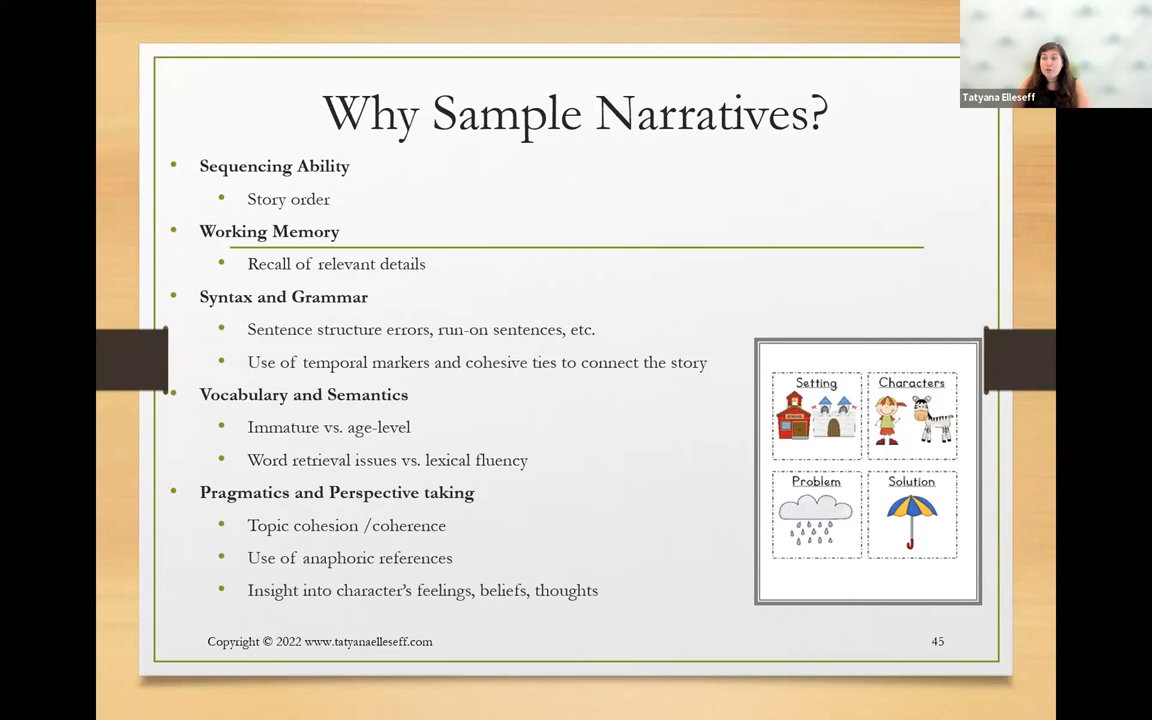 Tatyana Elleseff
Why Sample Narratives?
Sequencing Ability
Story order
Working Memory
Recall of relevant details
Syntax and Grammar
Sentence structure errors, run-on sentences, etc.
Use of temporal markers and cohesive ties to connect the story
Vocabulary and Semantics
Immature vs. age-level
Word retrieval issues vs. lexical fluency
Pragmatics and Perspective taking
Topic cohesion /coherence
Use of anaphoric references
Insight into character’s feelings, beliefs, thoughts
Setting
Characters
SCHOOL
Problem
Solution
Copyright © 2022 www.tatyanaelleseff.com
45